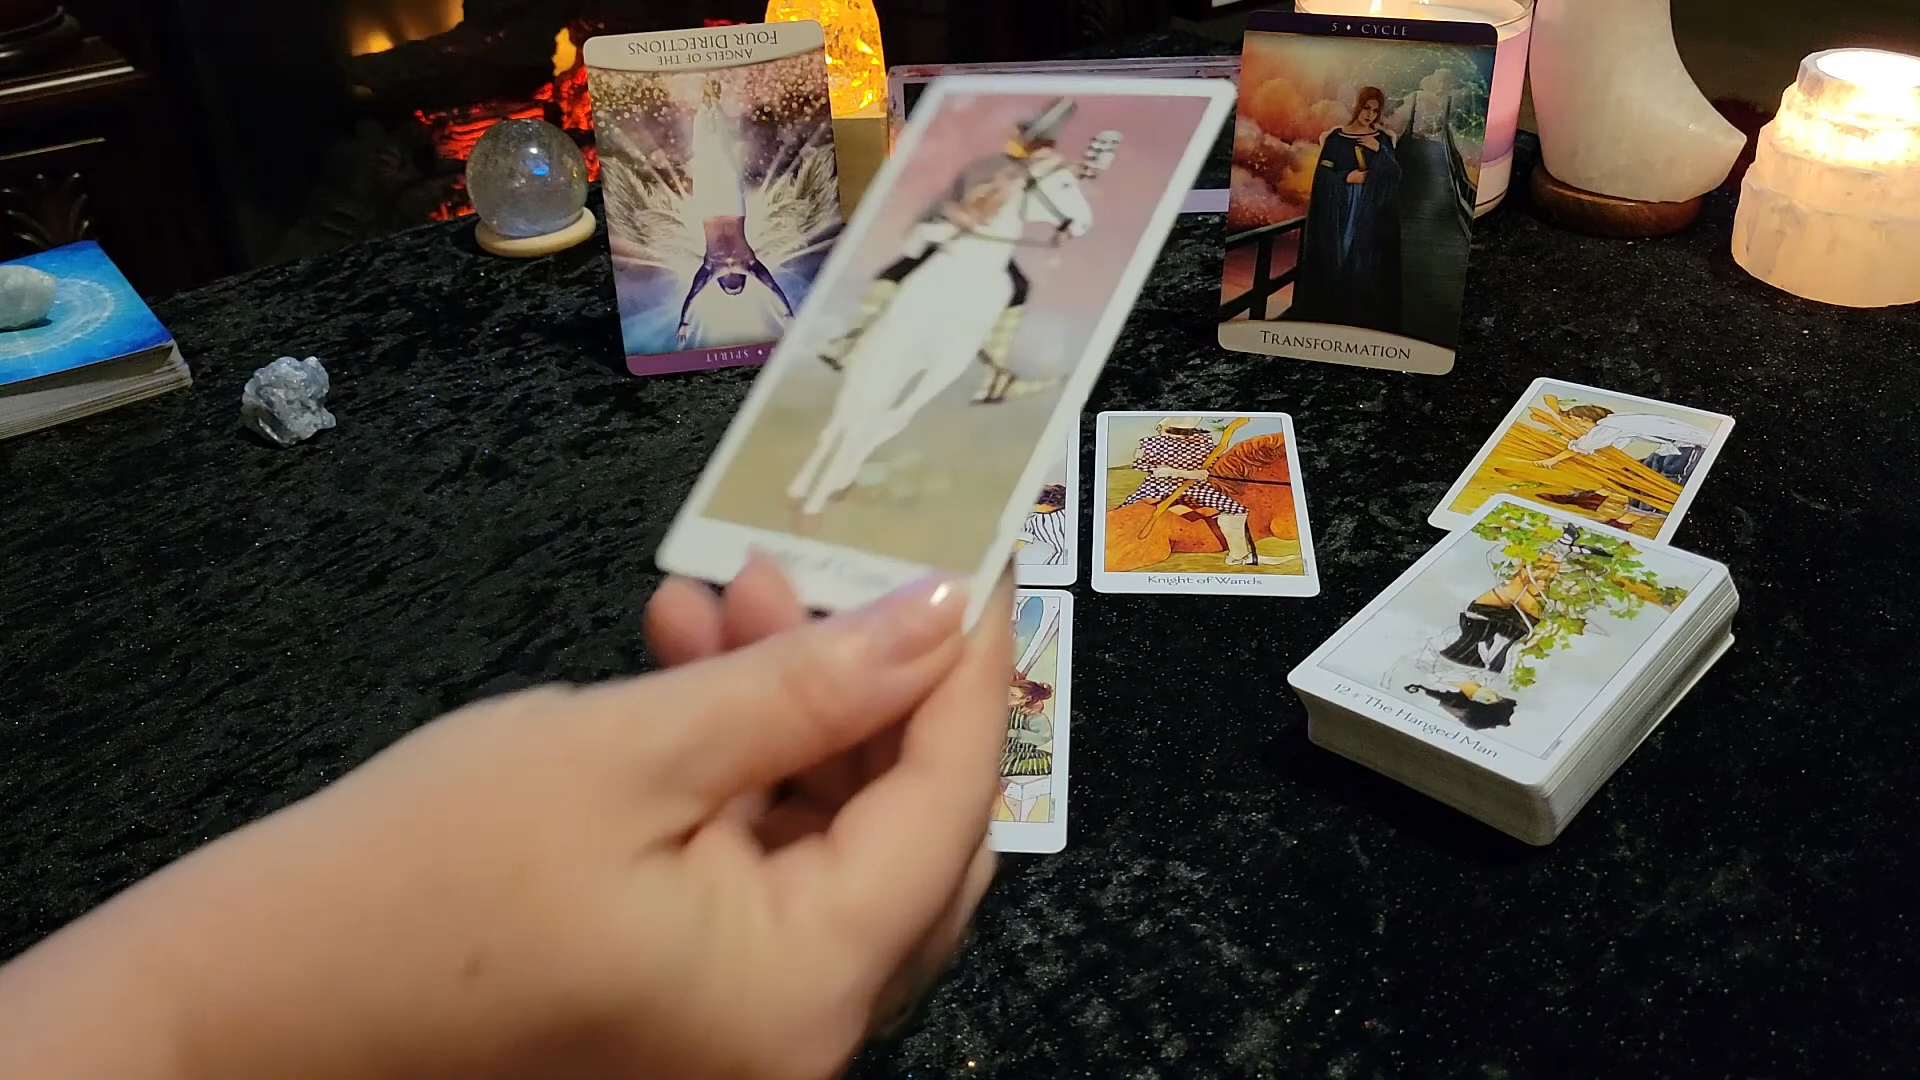 ANGELS OF THE
FOUR DIRECTIONS
SPIRIT
5 ♦ CYCLE
TRANSFORMATION
Knight of Wands
12 ♦ The Hanged Man